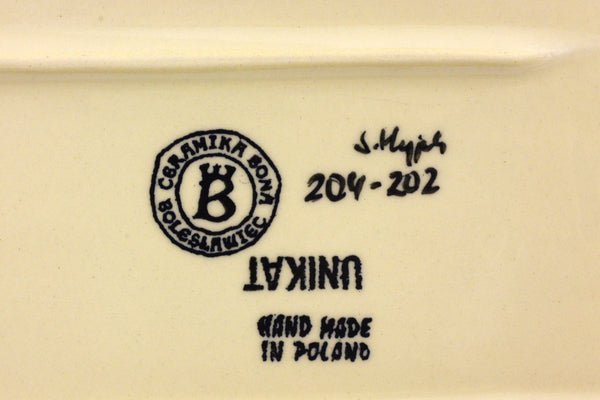 CERAMIKA BONA
BOLESŁAWIEC
B
204-202
UNIKAT
HAND MADE
IN POLAND